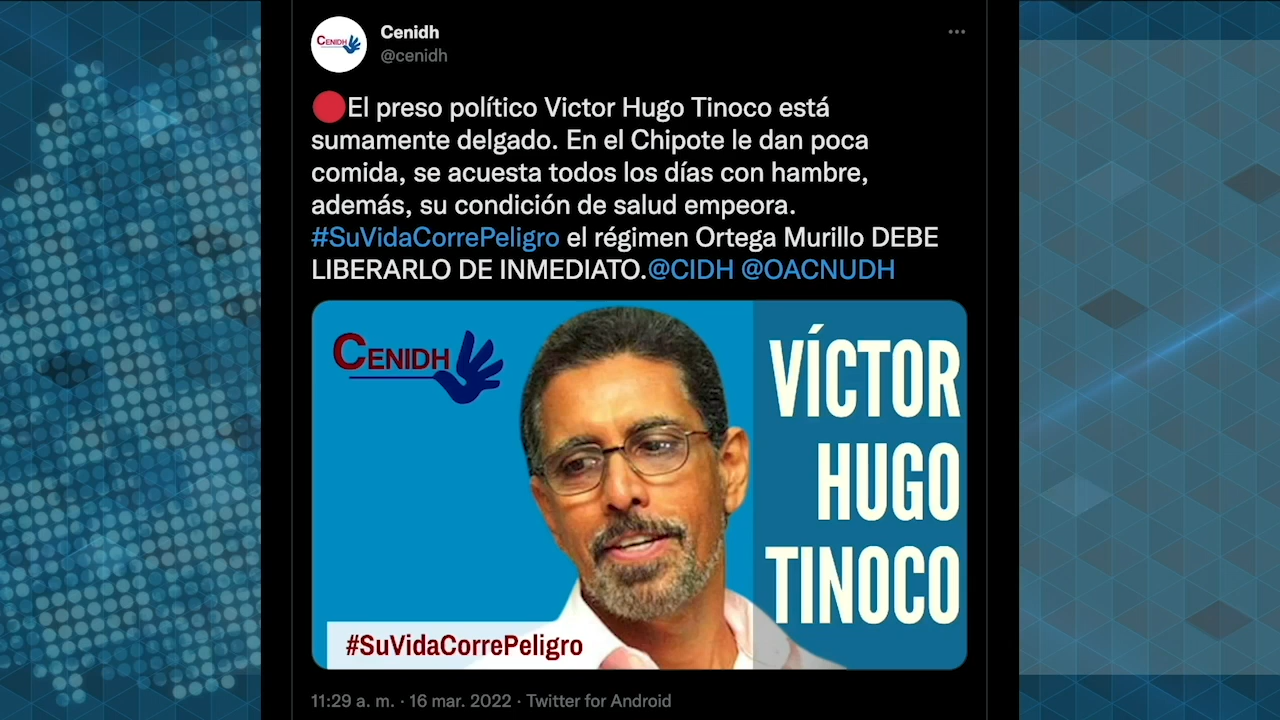 CENIDH
Cenidh
@cenidh
🔴El preso político Victor Hugo Tinoco está
sumamente delgado. En el Chipote le dan poca
comida, se acuesta todos los días con hambre,
además, su condición de salud empeora.
#SuVidaCorrePeligro el régimen Ortega Murillo DEBE
LIBERARLO DE INMEDIATO.@CIDH @OACNUDH
CENIDH
VÍCTOR
HUGO
TINOCO
#SuVidaCorrePeligro
11:29 a. m. · 16 mar. 2022 · Twitter for Android